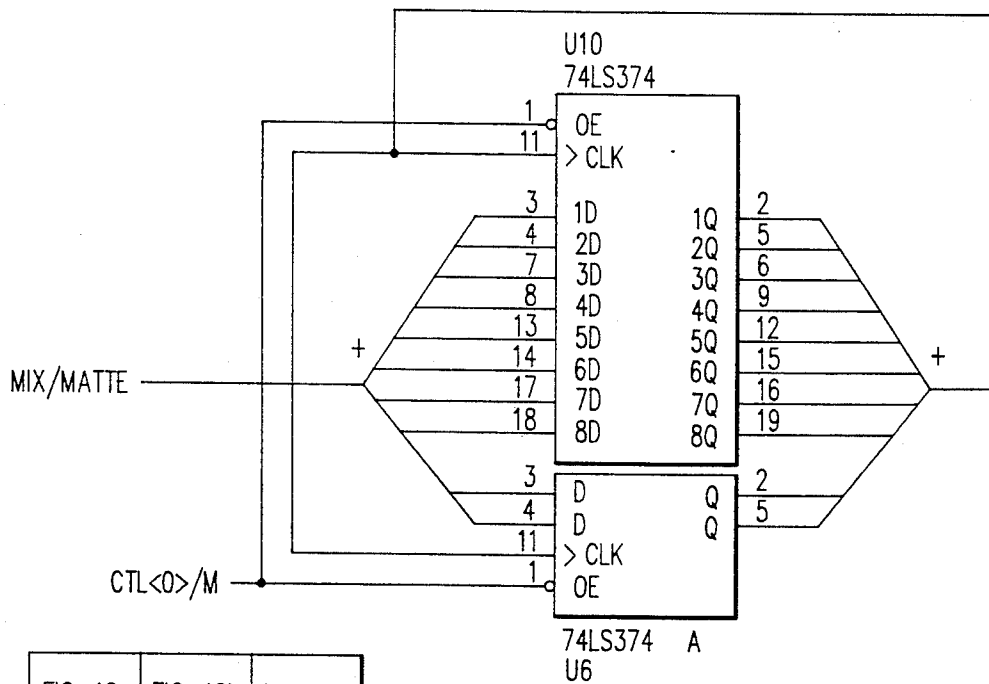 U10
74LS374
1 OE
11 > CLK
3 1D 1Q 2
4 2D 2Q 5
7 3D 3Q 6
8 4D 4Q 9
13 5D 5Q 12
14 6D 6Q 15
17 7D 7Q 16
18 8D 8Q 19
+ +
MIX/MATTE
3 D Q 2
4 D Q 5
11 > CLK
1 OE
CTL<0>/M
74LS374 A
U6